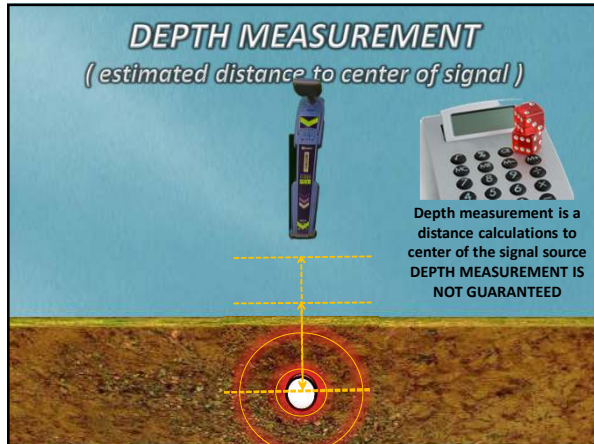 DEPTH MEASUREMENT
( estimated distance to center of signal )
Depth measurement is a
distance calculations to
center of the signal source
DEPTH MEASUREMENT IS
NOT GUARANTEED